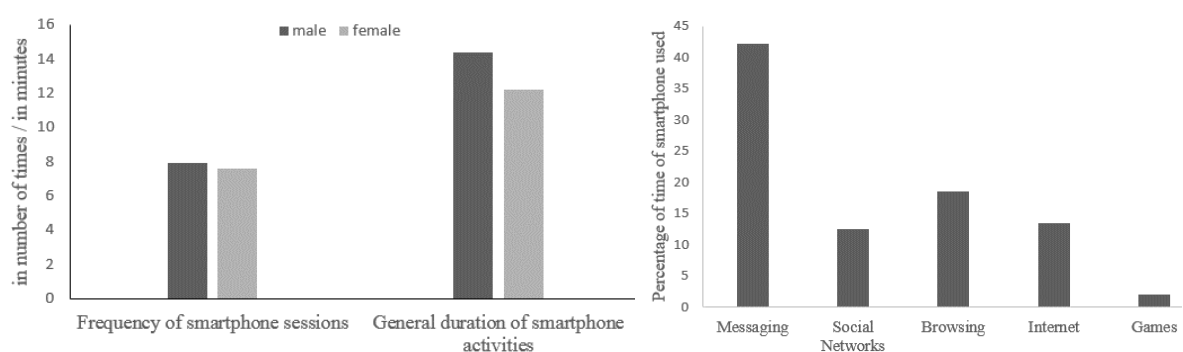 in number of times / in minutes
16
14
12
10
8
6
4
2
0
male female
Frequency of smartphone sessions
General duration of smartphone
activities
Percentage of time of smartphone used
45
40
35
30
25
20
15
10
5
0
Messaging
Social
Networks
Browsing
Internet
Games